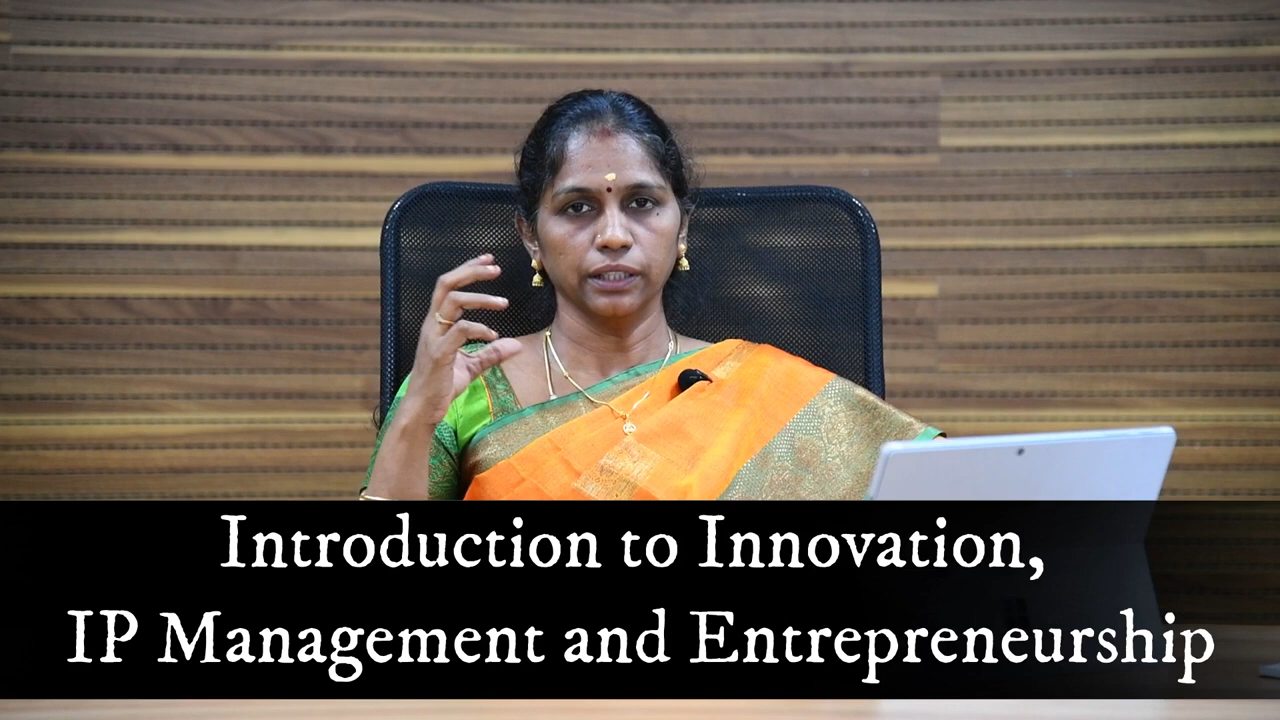 Introduction to Innovation,
IP Management and Entrepreneurship